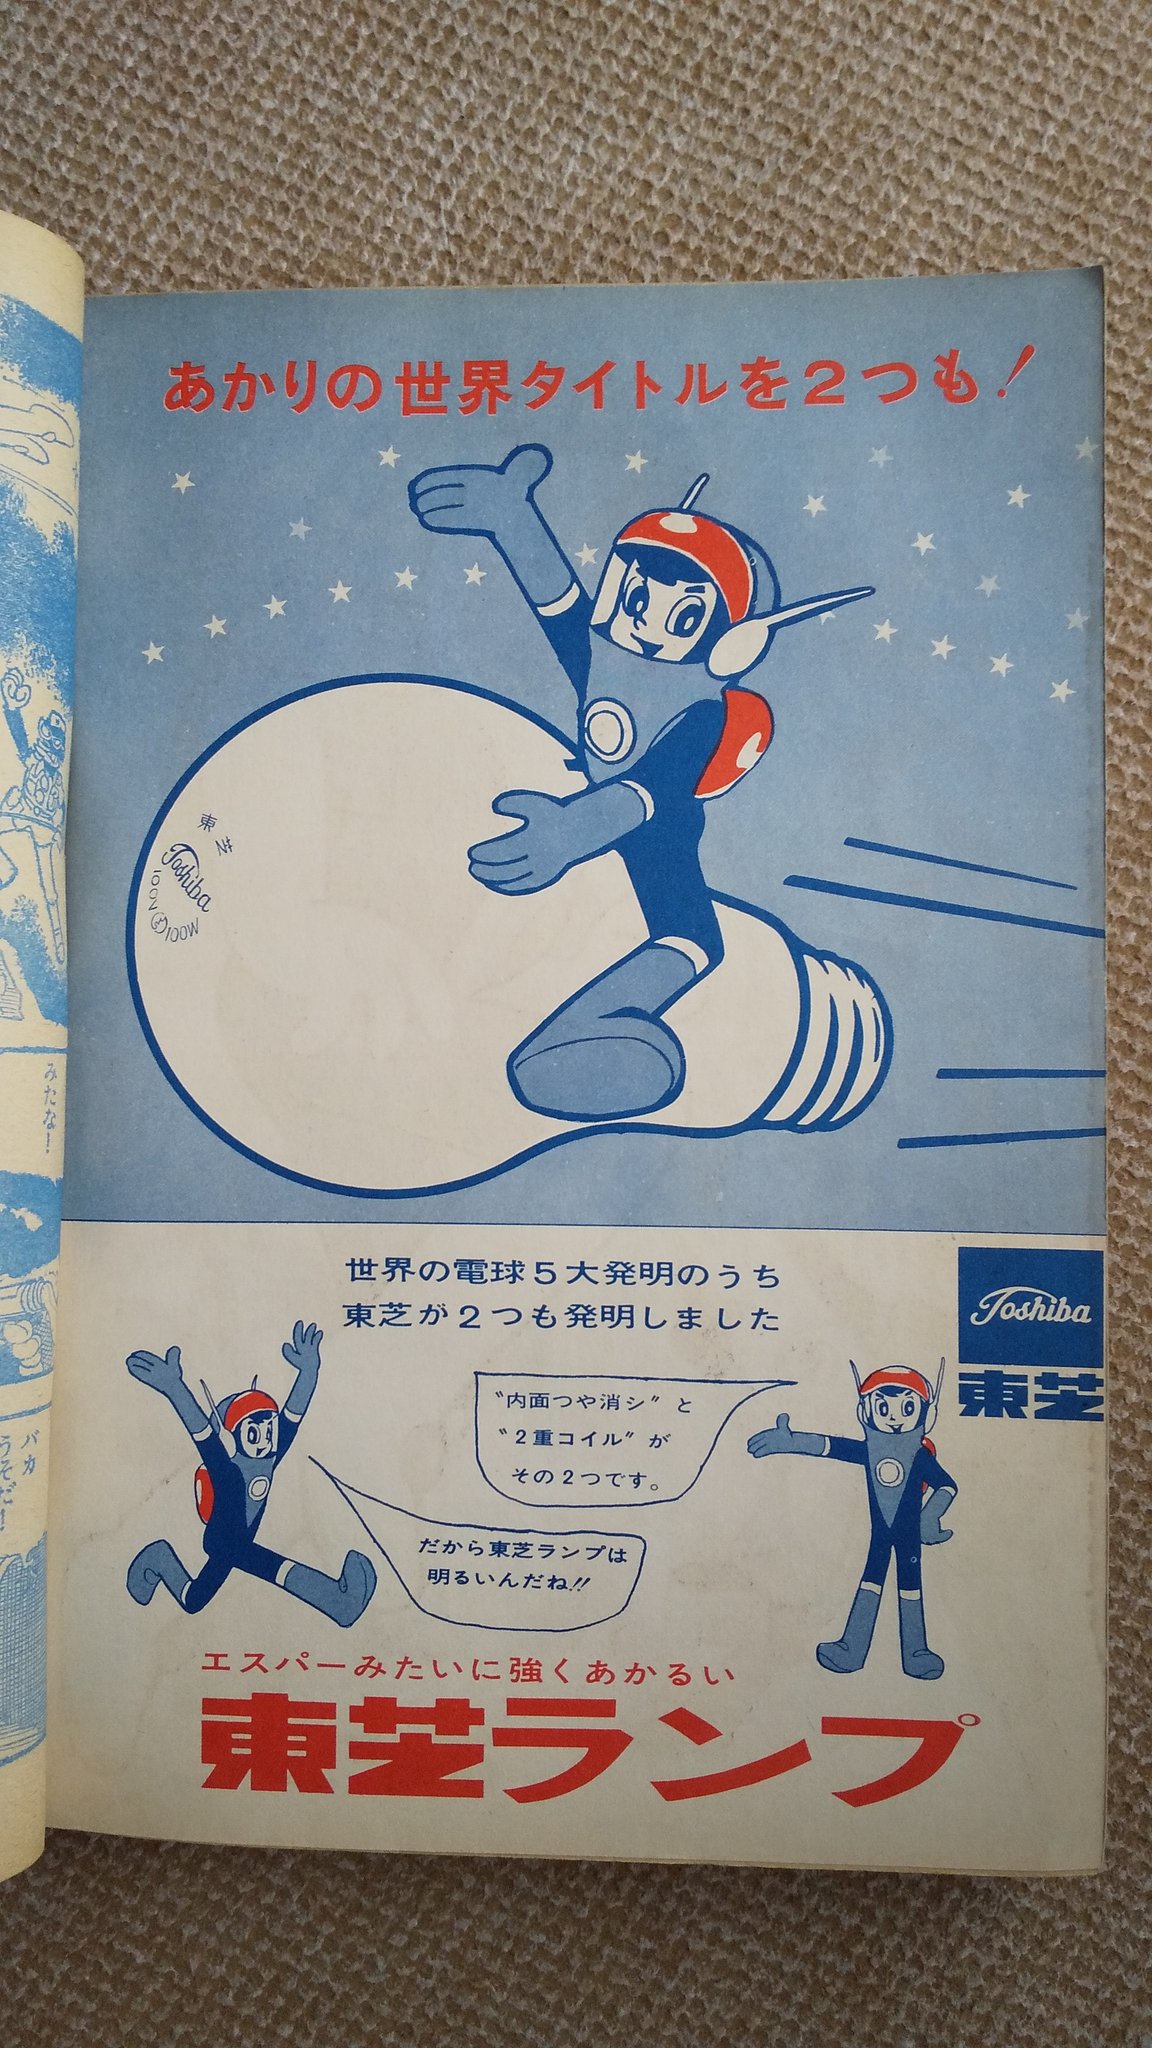 あかりの世界タイトルを2つも!
東芝
Toshiba
100V 100W
世界の電球5大発明のうち
東芝が2つも発明しました
Toshiba
東芝
"内面つや消シ"と
"2重コイル"が
その2つです。
だから東芝ランプは
明るいんだね!!
エスパーみたいに強くあかるい
東芝ランプ
みたな!
バカ
うそだ!